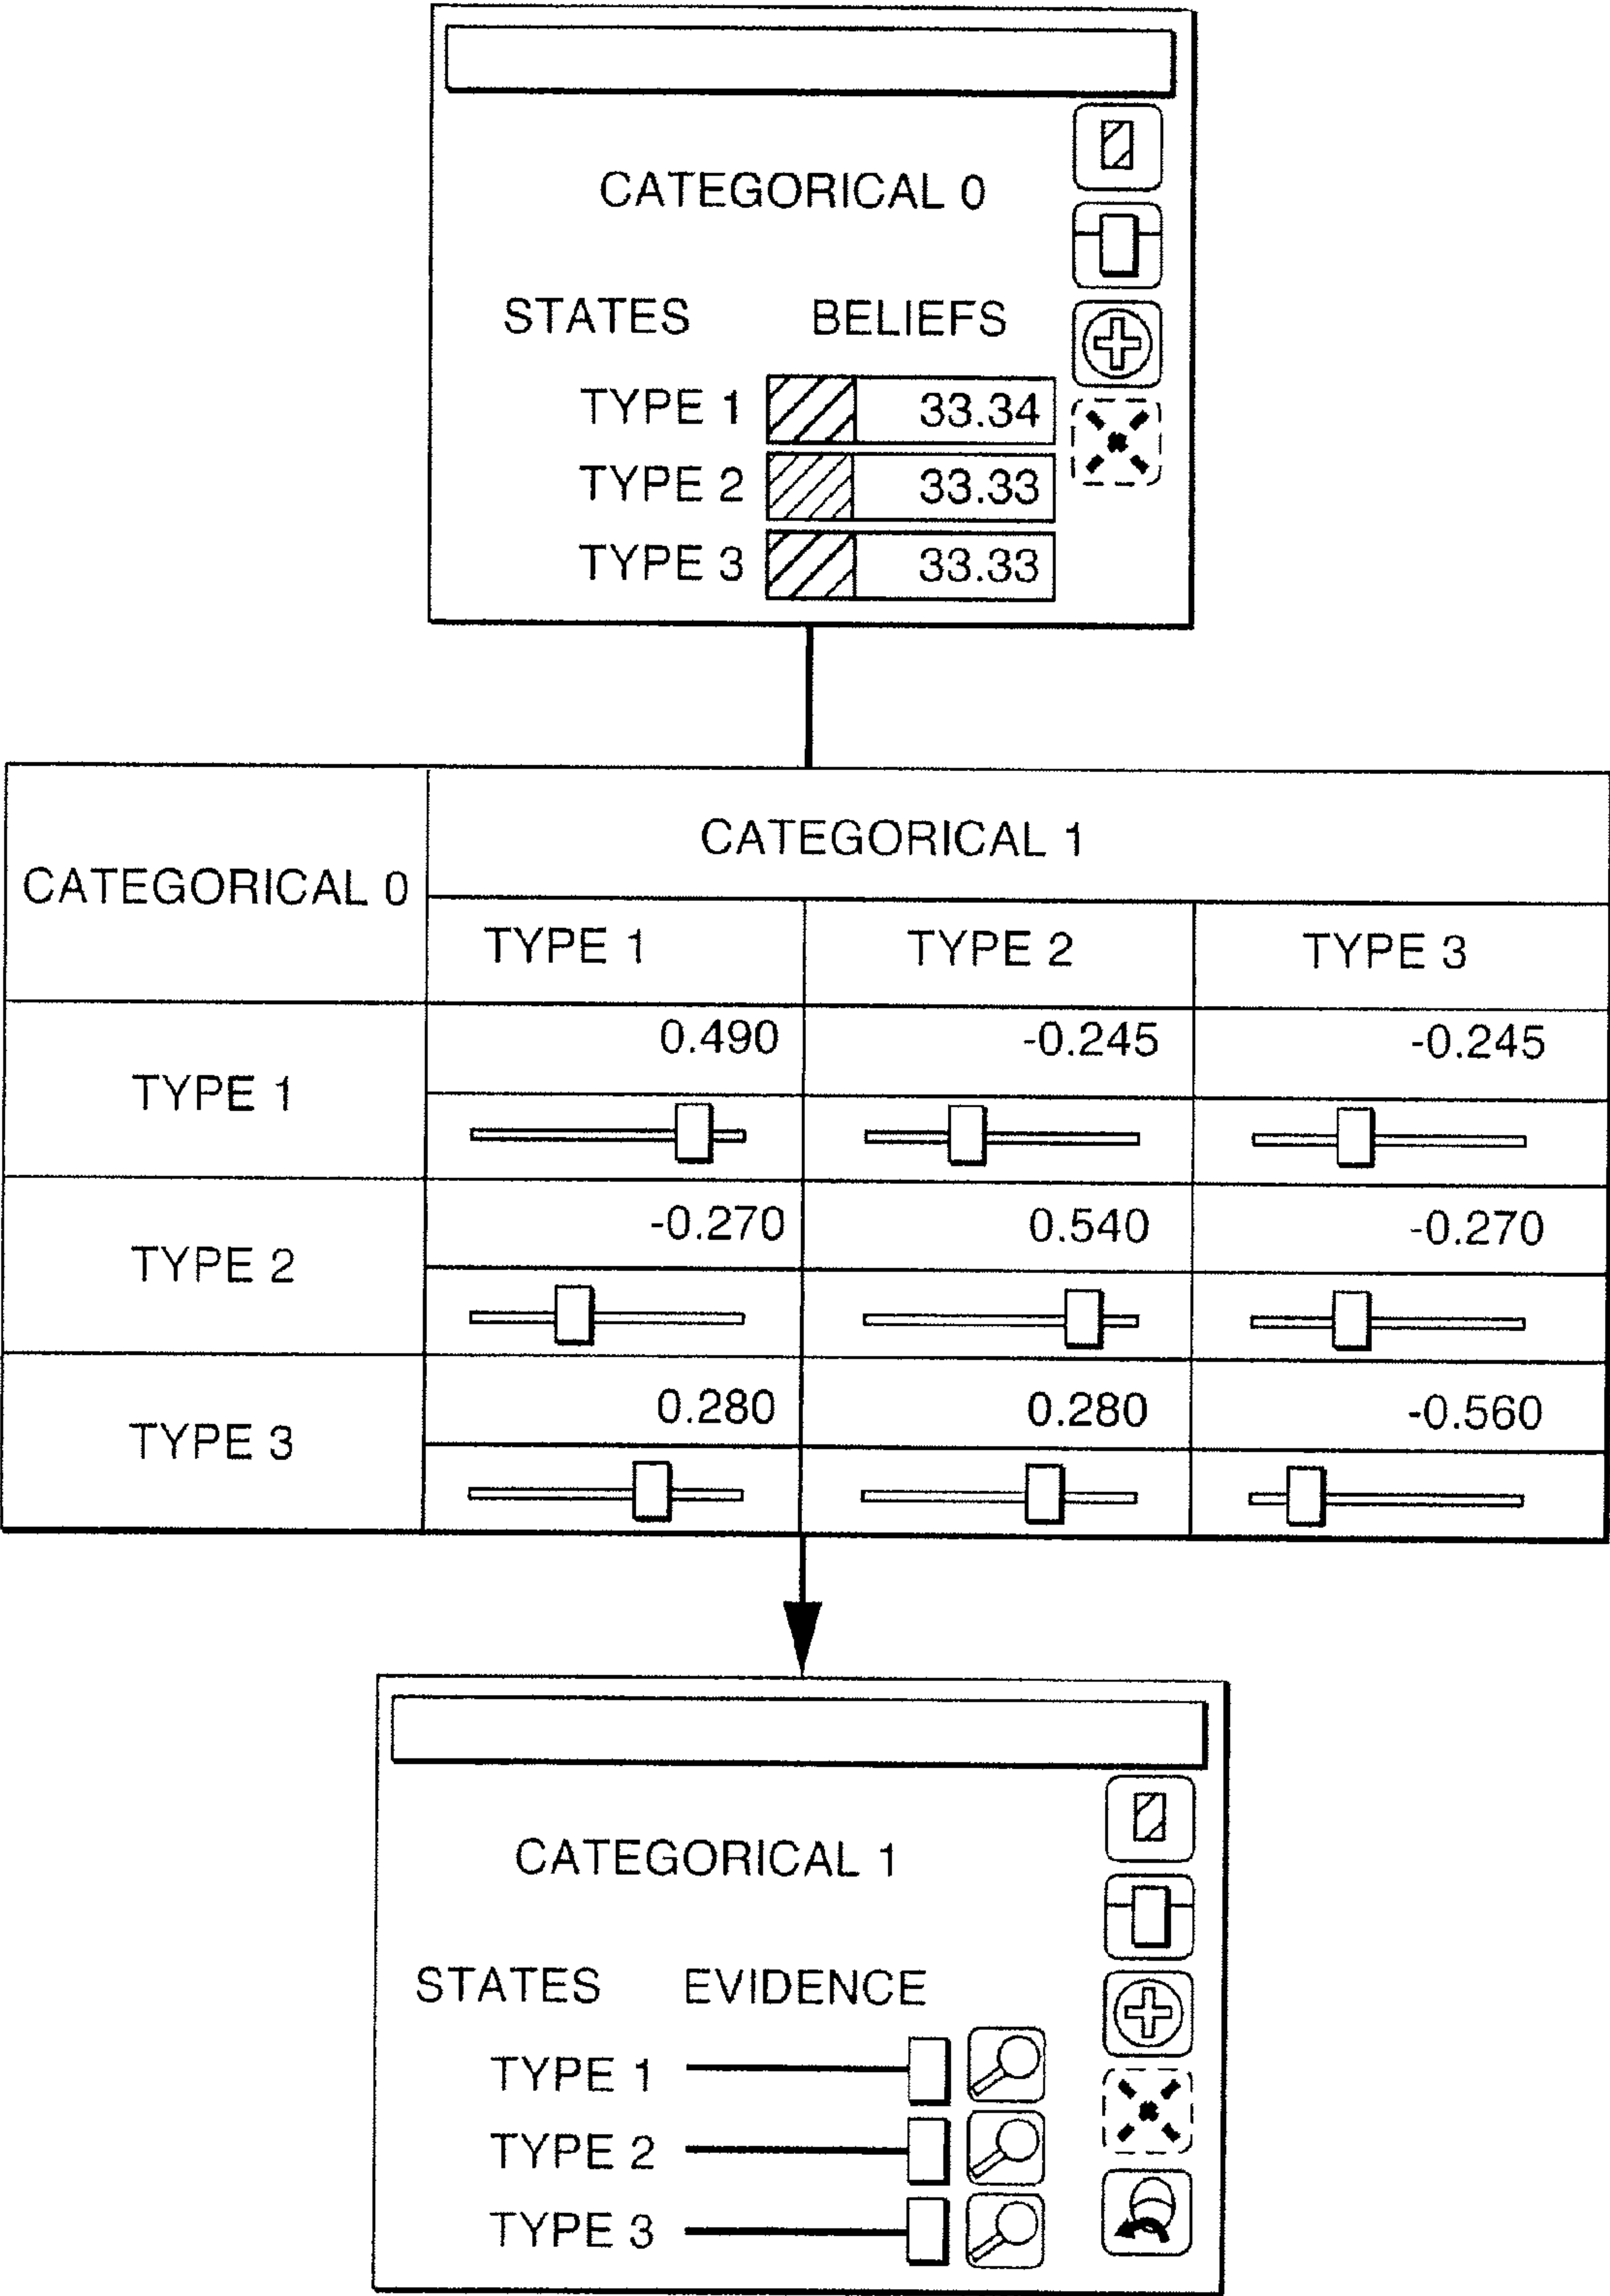 CATEGORICAL 0
STATES BELIEFS
TYPE 1 33.34
TYPE 2 33.33
TYPE 3 33.33
CATEGORICAL 0
CATEGORICAL 1
TYPE 1 TYPE 2 TYPE 3
TYPE 1 0.490 -0.245 -0.245
TYPE 2 -0.270 0.540 -0.270
TYPE 3 0.280 0.280 -0.560
CATEGORICAL 1
STATES EVIDENCE
TYPE 1
TYPE 2
TYPE 3